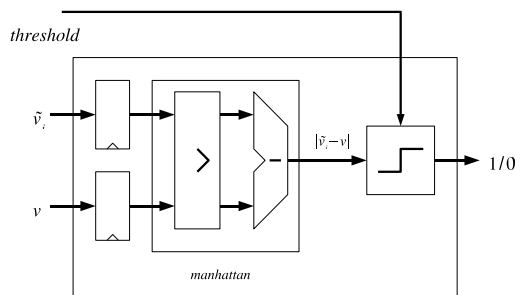 threshold
ṽᵢ
>
−
|ṽᵢ−v|
1/0
v
manhattan